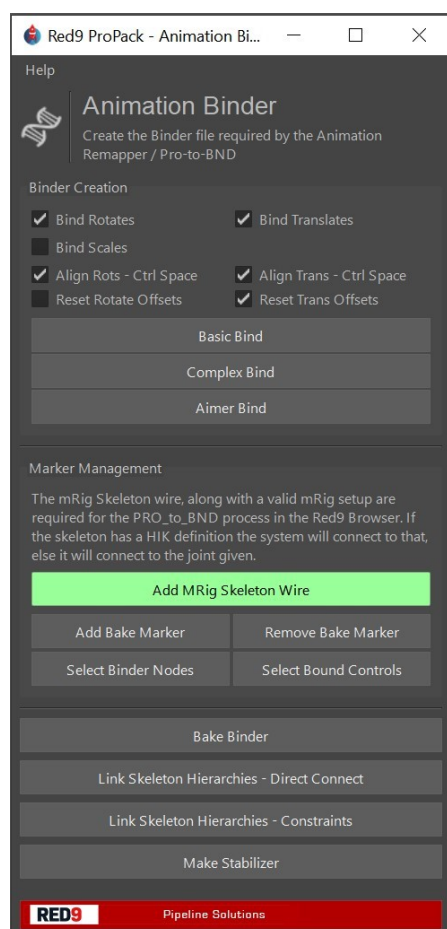 Red9 ProPack - Animation Bi...
Help
Animation Binder
Create the Binder file required by the Animation
Remapper / Pro-to-BND
Binder Creation
Bind Rotates
Bind Translates
Bind Scales
Align Rots - Ctrl Space
Align Trans - Ctrl Space
Reset Rotate Offsets
Reset Trans Offsets
Basic Bind
Complex Bind
Aimer Bind
Marker Management
The mRig Skeleton wire, along with a valid mRig setup are
required for the PRO_to_BND process in the Red9 Browser. If
the skeleton has a HIK definition the system will connect to that,
else it will connect to the joint given.
Add MRig Skeleton Wire
Add Bake Marker
Remove Bake Marker
Select Binder Nodes
Select Bound Controls
Bake Binder
Link Skeleton Hierarchies - Direct Connect
Link Skeleton Hierarchies - Constraints
Make Stabilizer
RED9
Pipeline Solutions